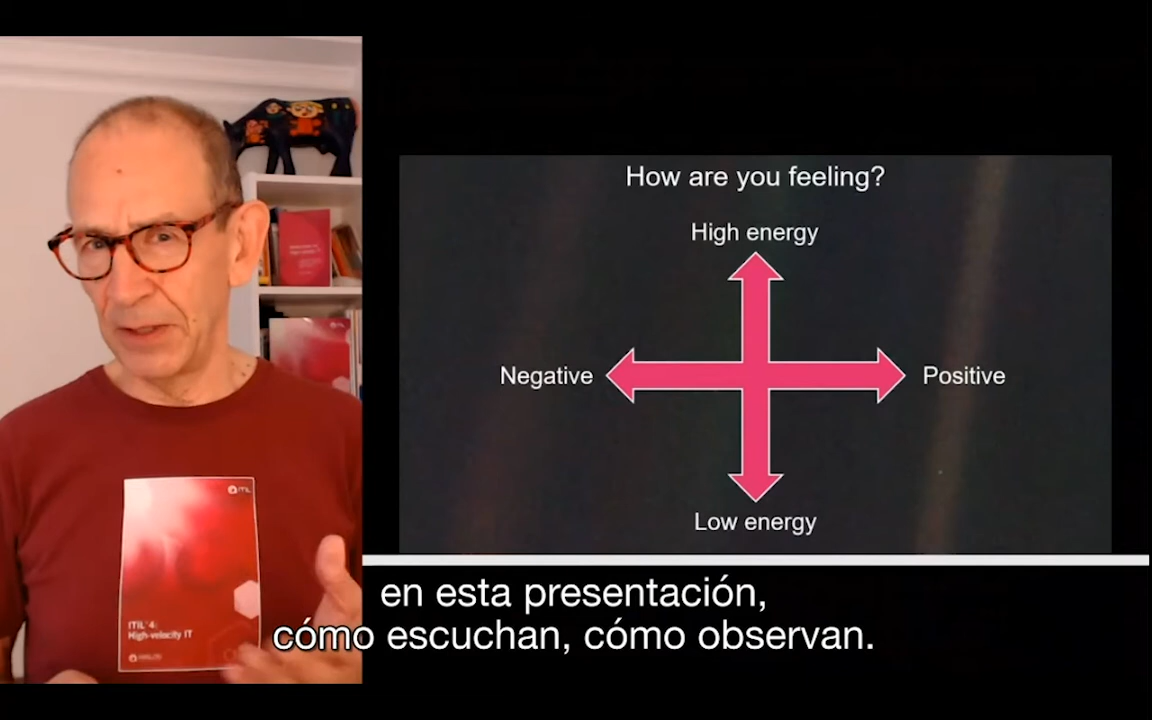 How are you feeling?
High energy
Negative
Positive
Low energy
ITIL
ITIL 4:
High-velocity IT
en esta presentación,
cómo escuchan, cómo observan.